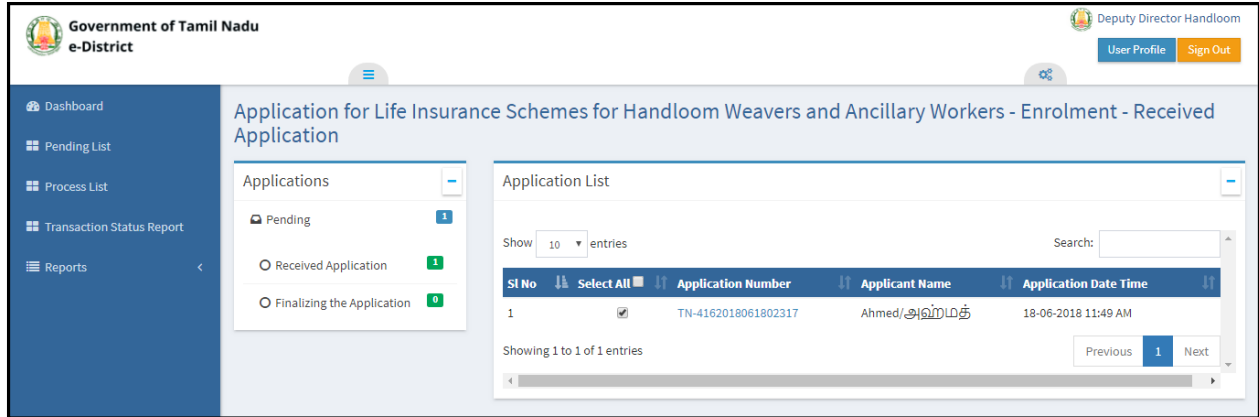 Government of Tamil Nadu
e-District
Deputy Director Handloom
User Profile
Sign Out
Dashboard
Pending List
Process List
Transaction Status Report
Reports
Application for Life Insurance Schemes for Handloom Weavers and Ancillary Workers - Enrolment - Received
Application
Applications
Pending 1
Received Application 1
Finalizing the Application 0
Application List
Show 10 entries
Search:
Sl No Select All Application Number Applicant Name Application Date Time
1 TN-4162018061802317 Ahmed/அஹ்மத் 18-06-2018 11:49 AM
Showing 1 to 1 of 1 entries
Previous 1 Next